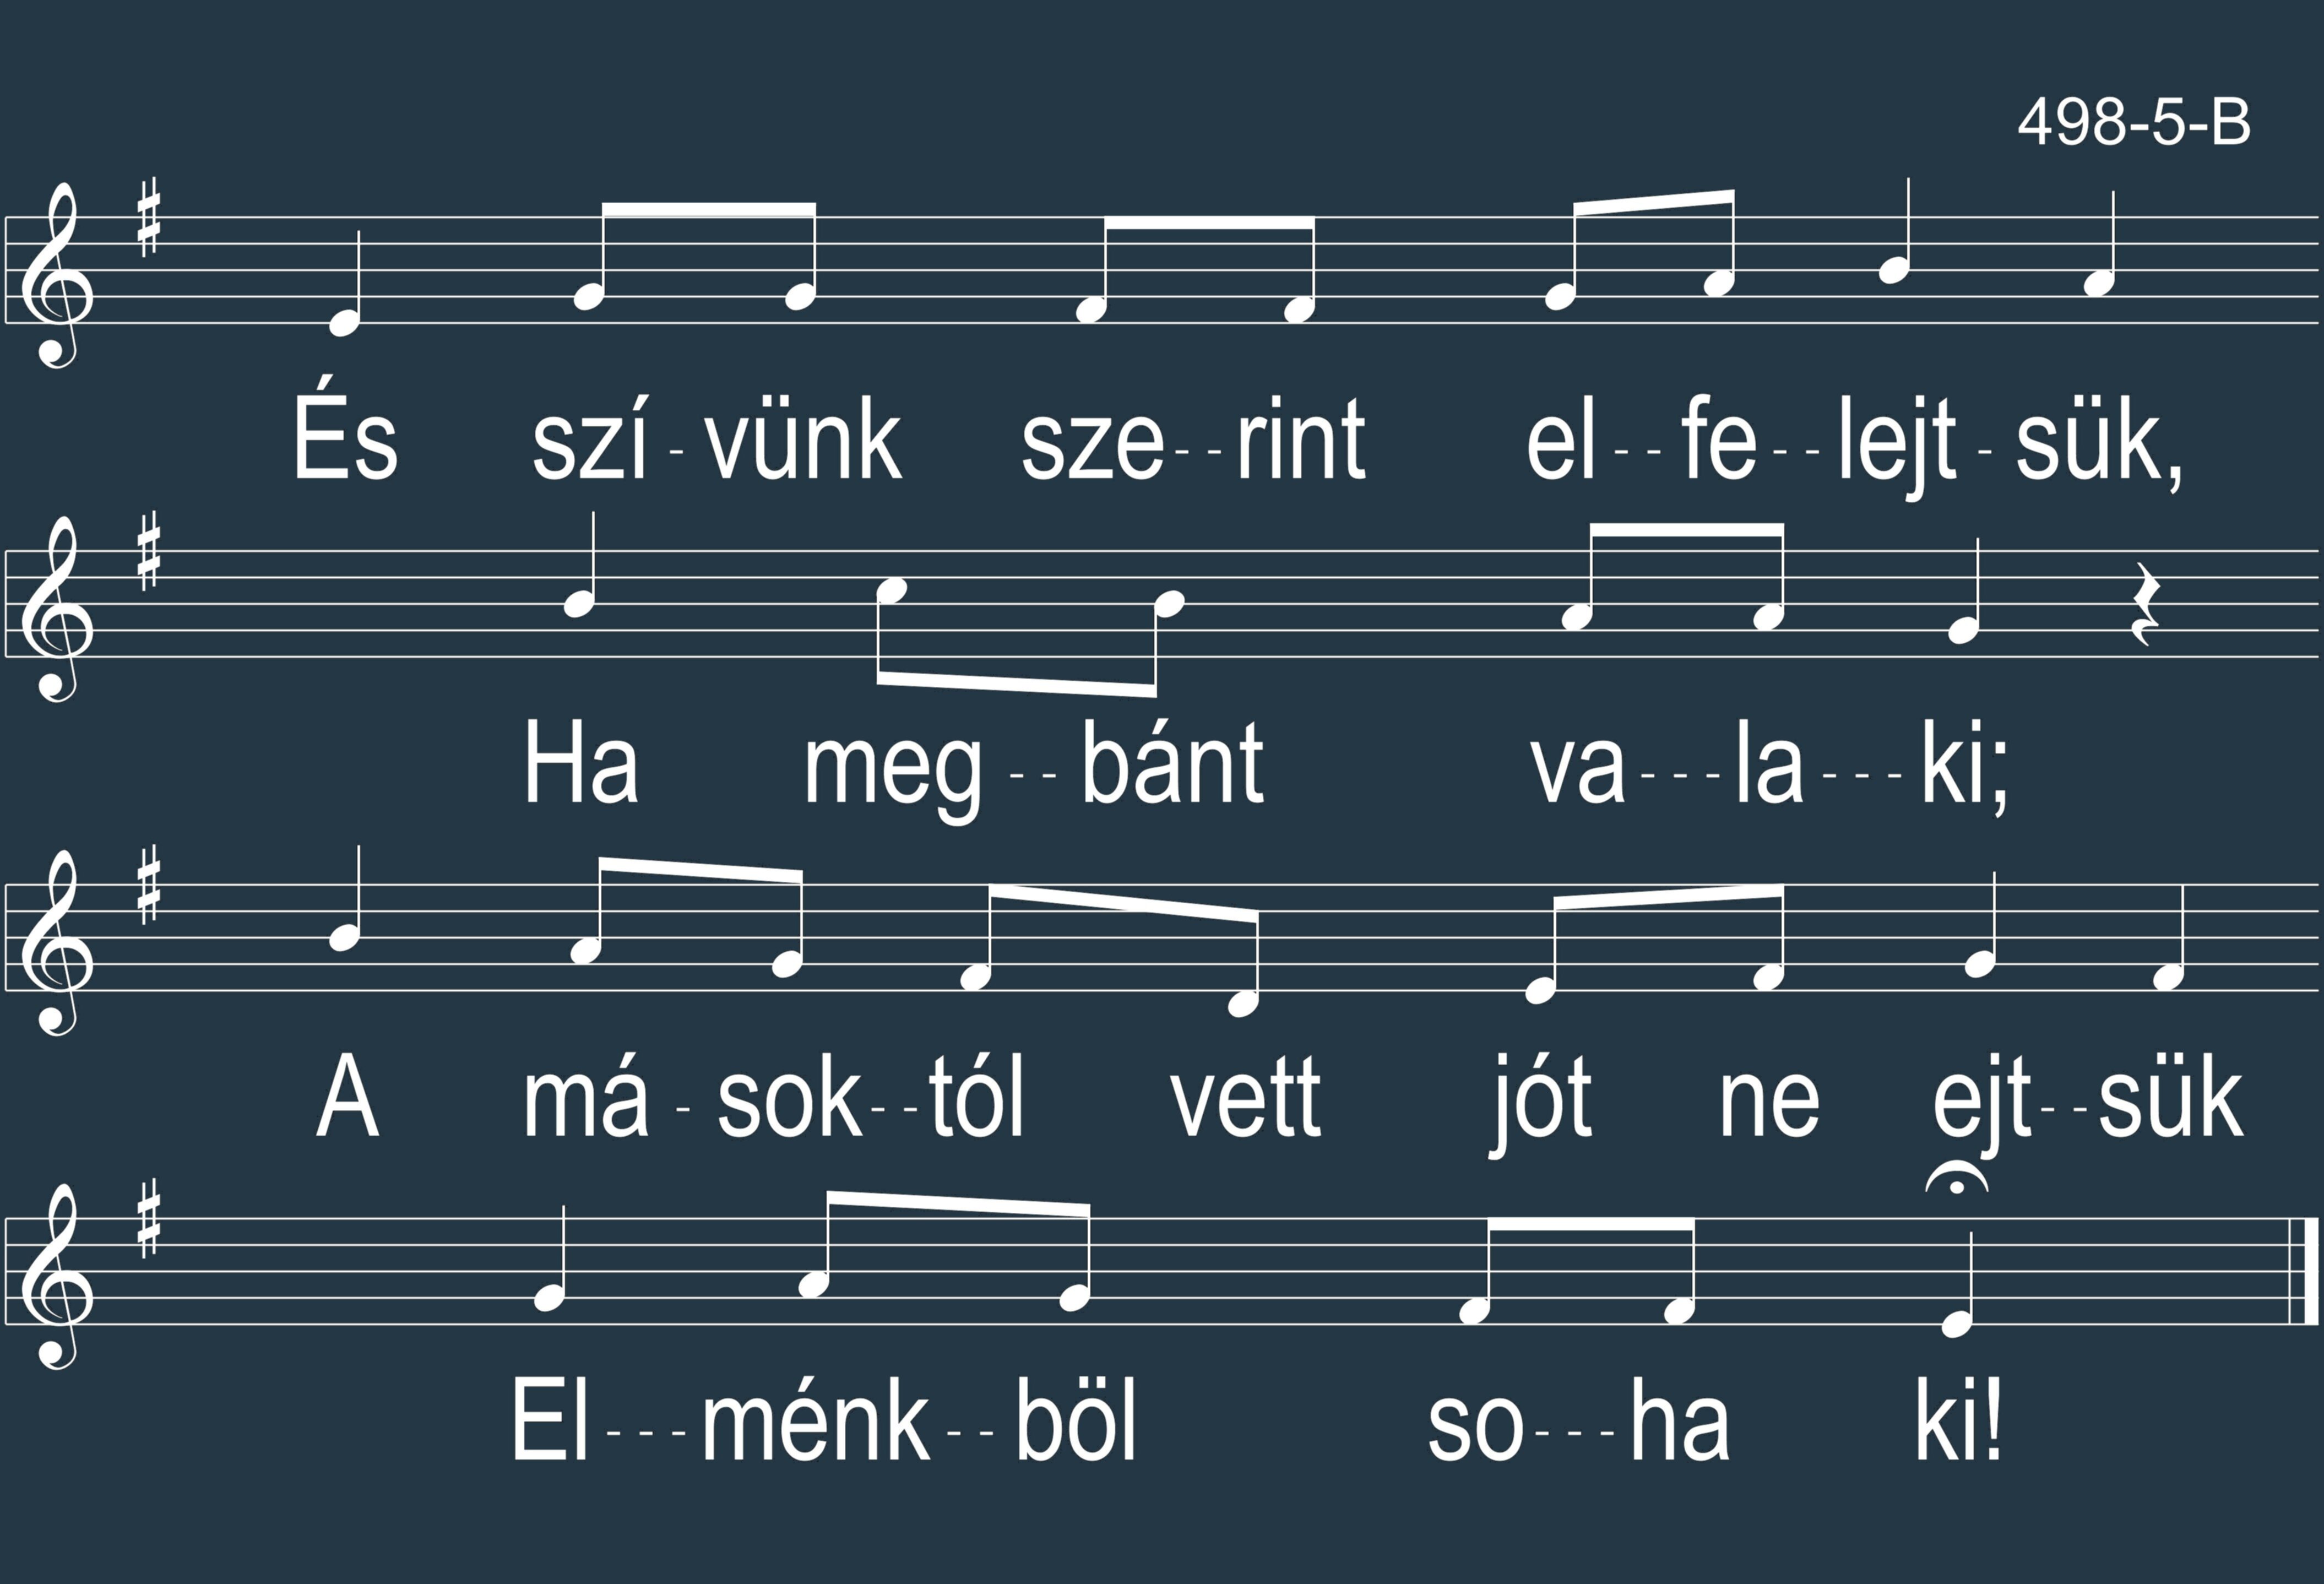 498-5-B
És szí-vünk sze--rint el--fe--lejt-sük,
Ha meg--bánt va---la---ki;
A má-sok--tól vett jót ne ejt--sük
El---ménk--böl so---ha ki!